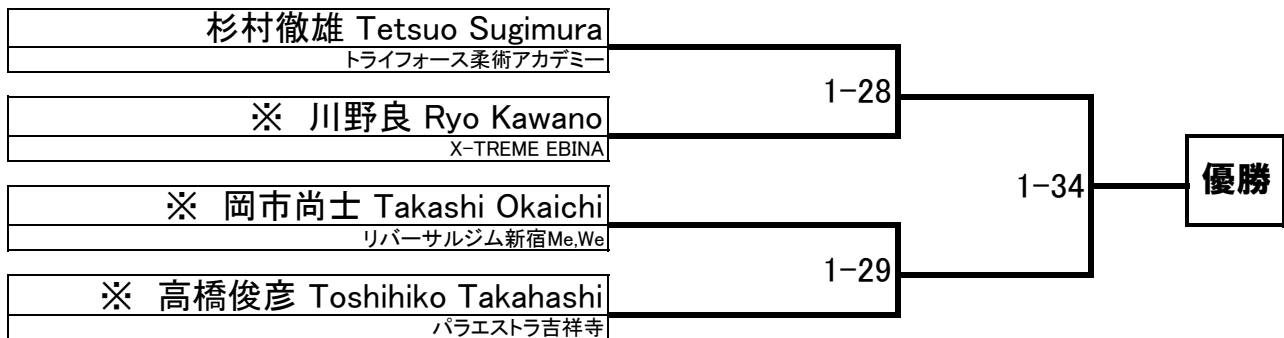 杉村徹雄 Tetsuo Sugimura
トライフォース柔術アカデミー
1-28
※ 川野良 Ryo Kawano
X-TREME EBINA
1-34
優勝
※ 岡市尚士 Takashi Okaichi
リバーサルジム新宿Me,We
1-29
※ 高橋俊彦 Toshihiko Takahashi
パラエストラ吉祥寺